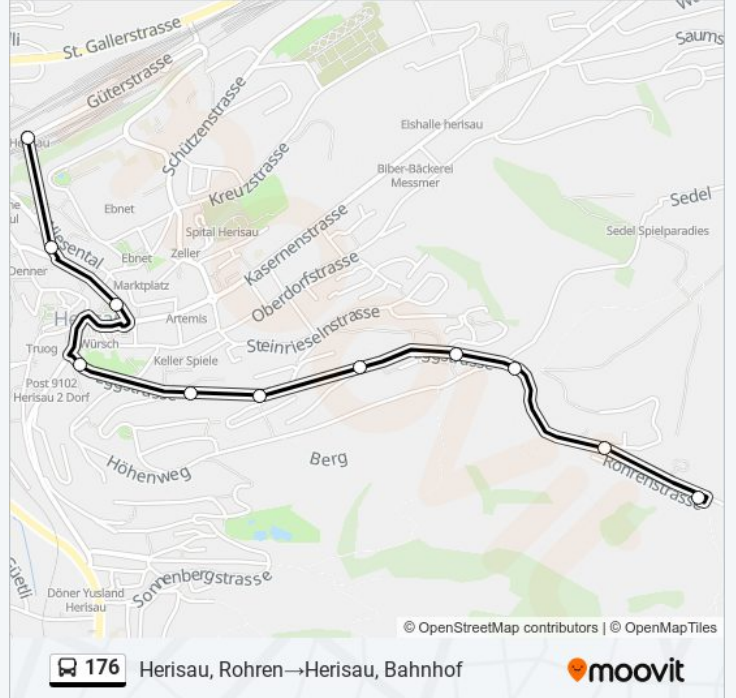 St. Gallerstrasse
Güterstrasse
Schützenstrasse
Saums
Eishalle herisau
Kreuzstrasse
Biber-Bäckerei
Messmer
Sedel
Ebnet
Spital Herisau
Sedel Spielparadies
Kasernenstrasse
Zeller
Denner
Ebnet
Oberdorfstrasse
Marktplatz
Artemis
Steinrieselnstrasse
Truog
Würsch
Keller Spiele
Post 9102
Herisau 2 Dorf
Berg
Höhenweg
Rohrenstrasse
Sonnenbergstrasse
Döner Yusland
Herisau
© OpenStreetMap contributors | © OpenMapTiles
176 Herisau, Rohren→Herisau, Bahnhof
moovit